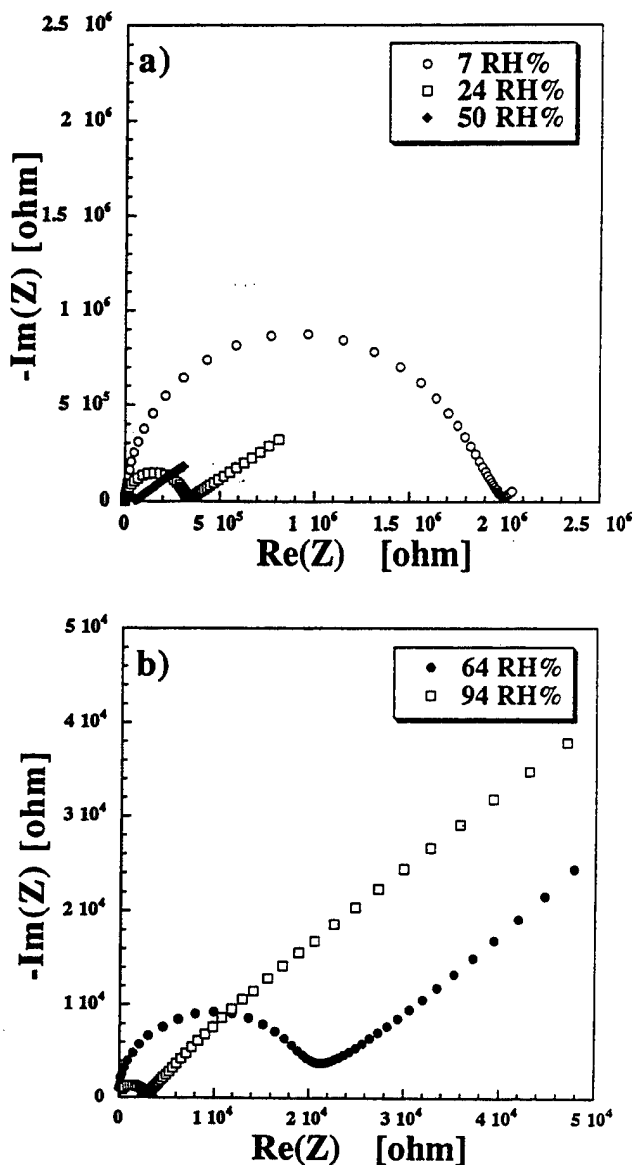 a)
7 RH%
24 RH%
50 RH%
2.5 10⁶
2 10⁶
1.5 10⁶
1 10⁶
5 10⁵
0
-Im(Z) [ohm]
0 5 10⁵ 1 10⁶ 1.5 10⁶ 2 10⁶ 2.5 10⁶
Re(Z) [ohm]
b)
64 RH%
94 RH%
5 10⁴
4 10⁴
3 10⁴
2 10⁴
1 10⁴
0
-Im(Z) [ohm]
0 1 10⁴ 2 10⁴ 3 10⁴ 4 10⁴ 5 10⁴
Re(Z) [ohm]